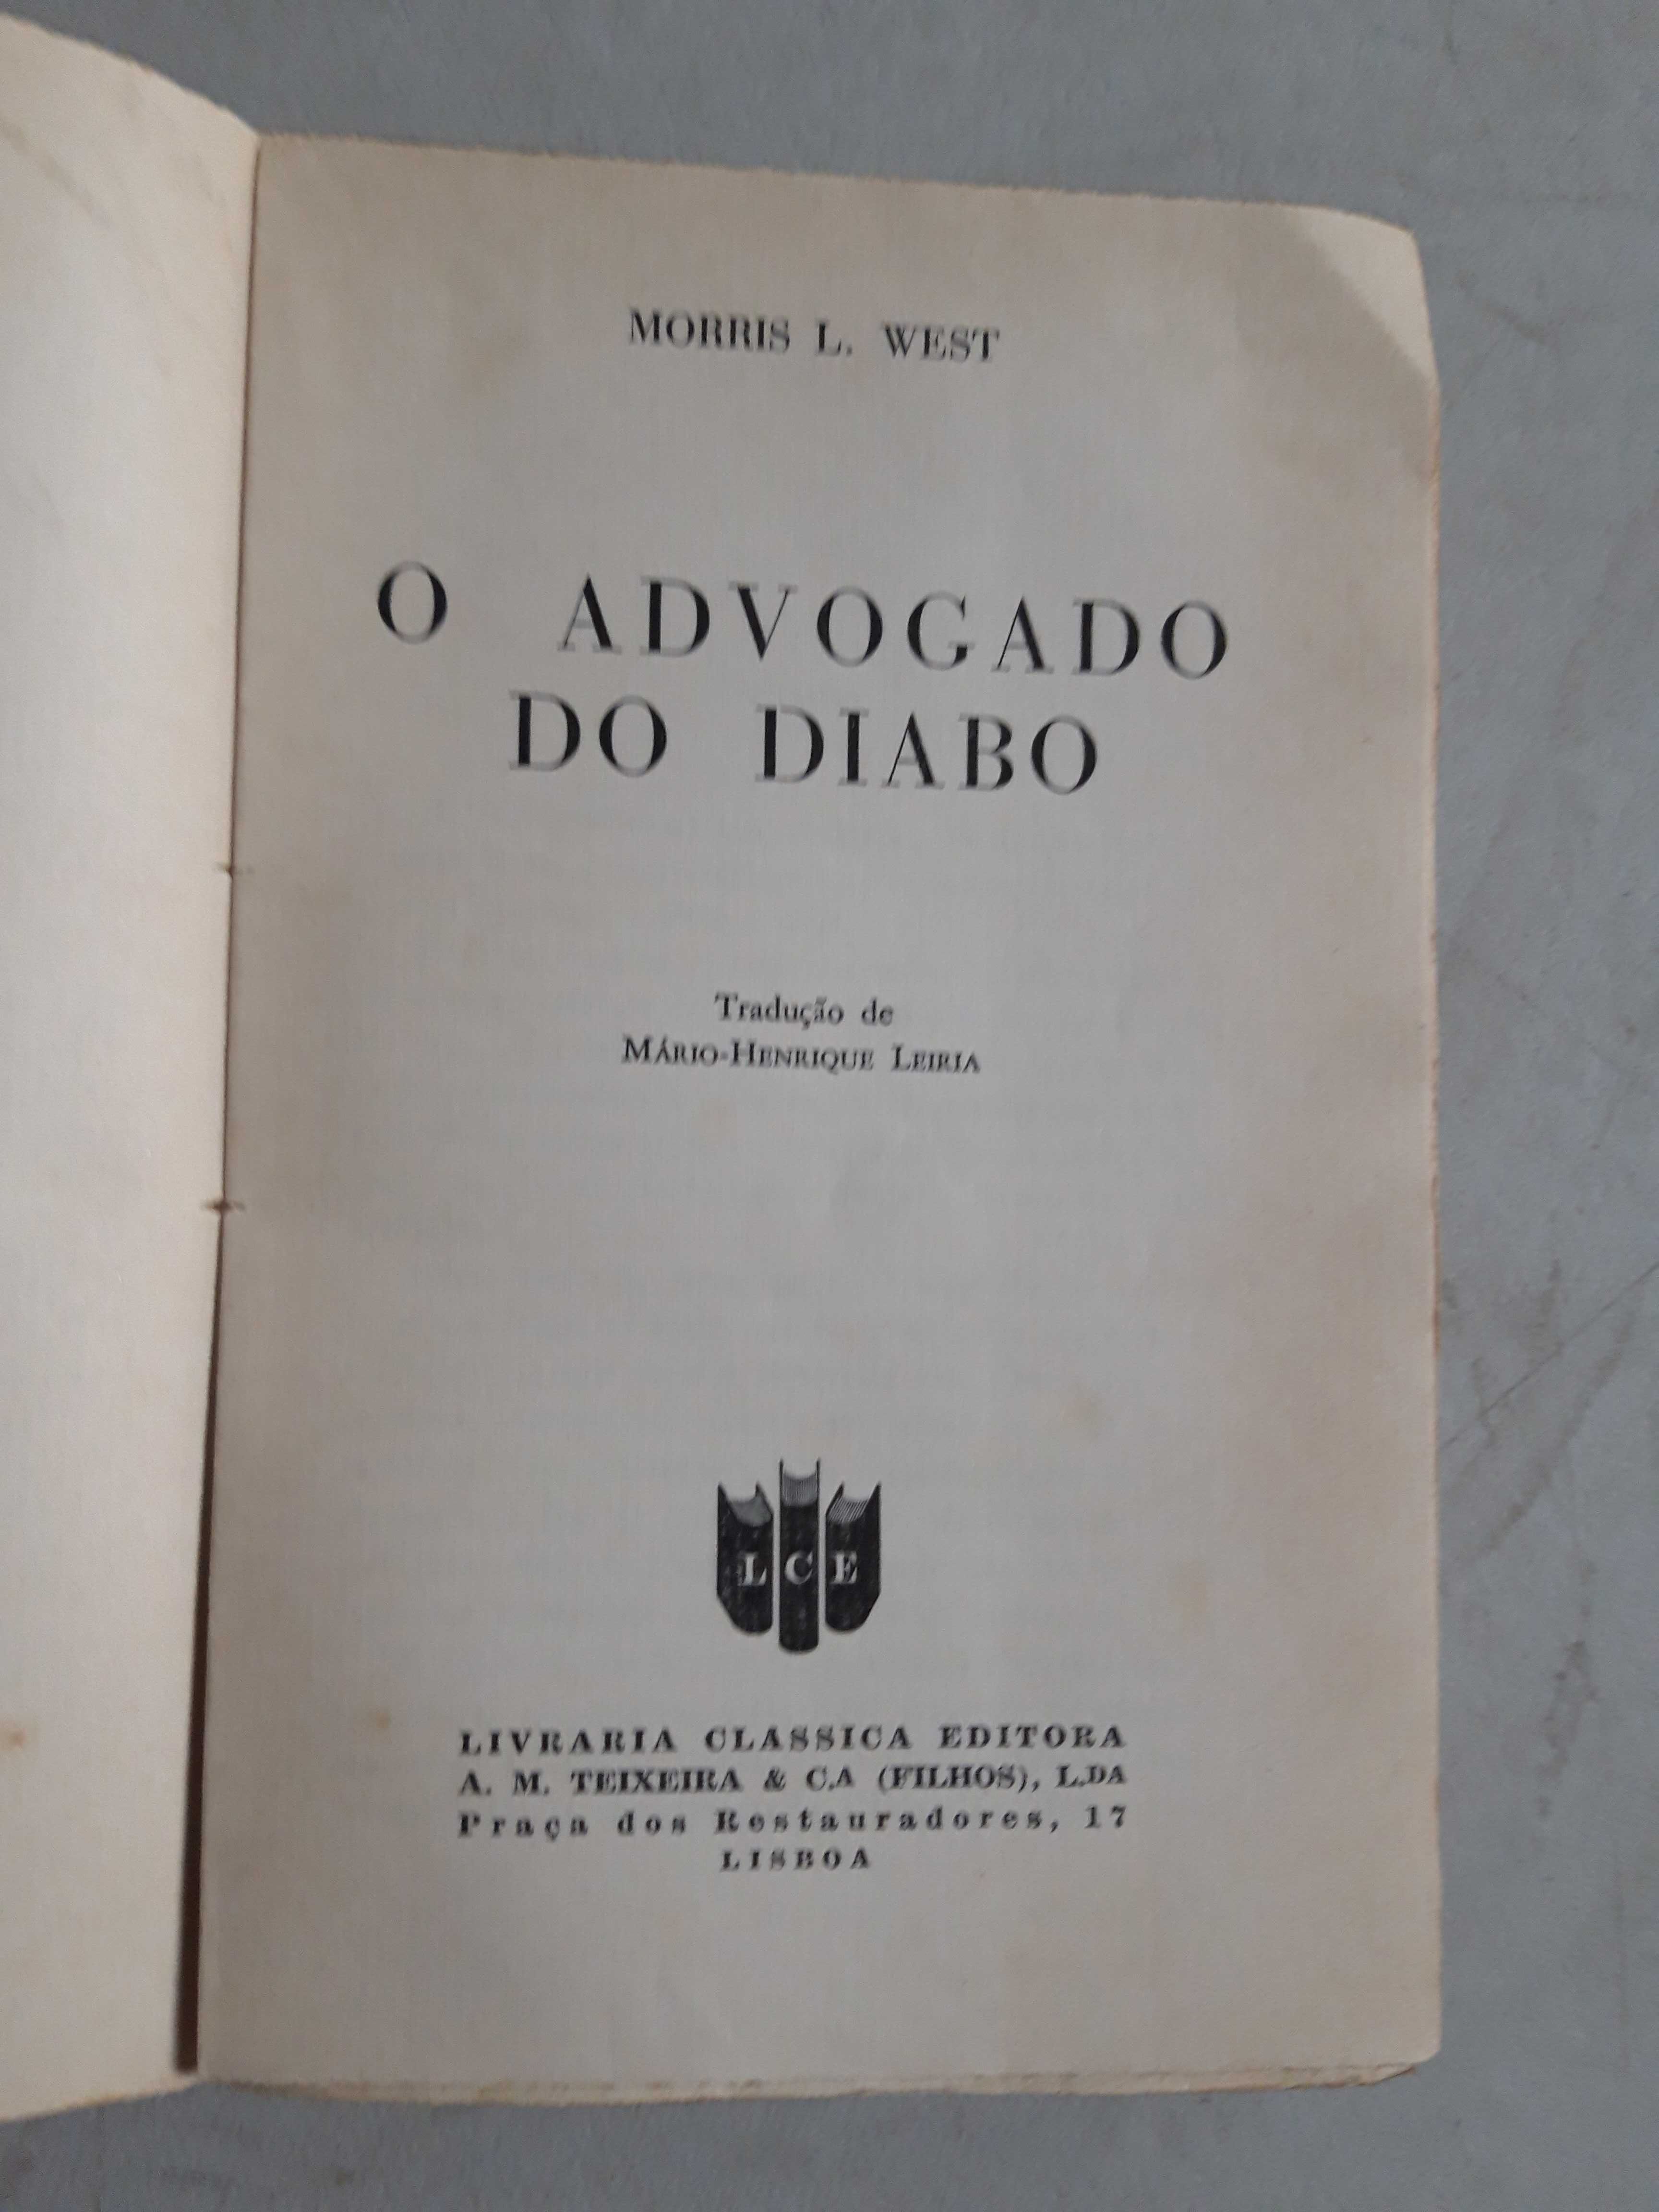 MORRIS L. WEST
O ADVOGADO
DO DIABO
Tradução de
MÁRIO-HENRIQUE LEIRIA
L C E
LIVRARIA CLASSICA EDITORA
A. M. TEIXEIRA & C.A (FILHOS), L.DA
Praça dos Restauradores, 17
LISBOA